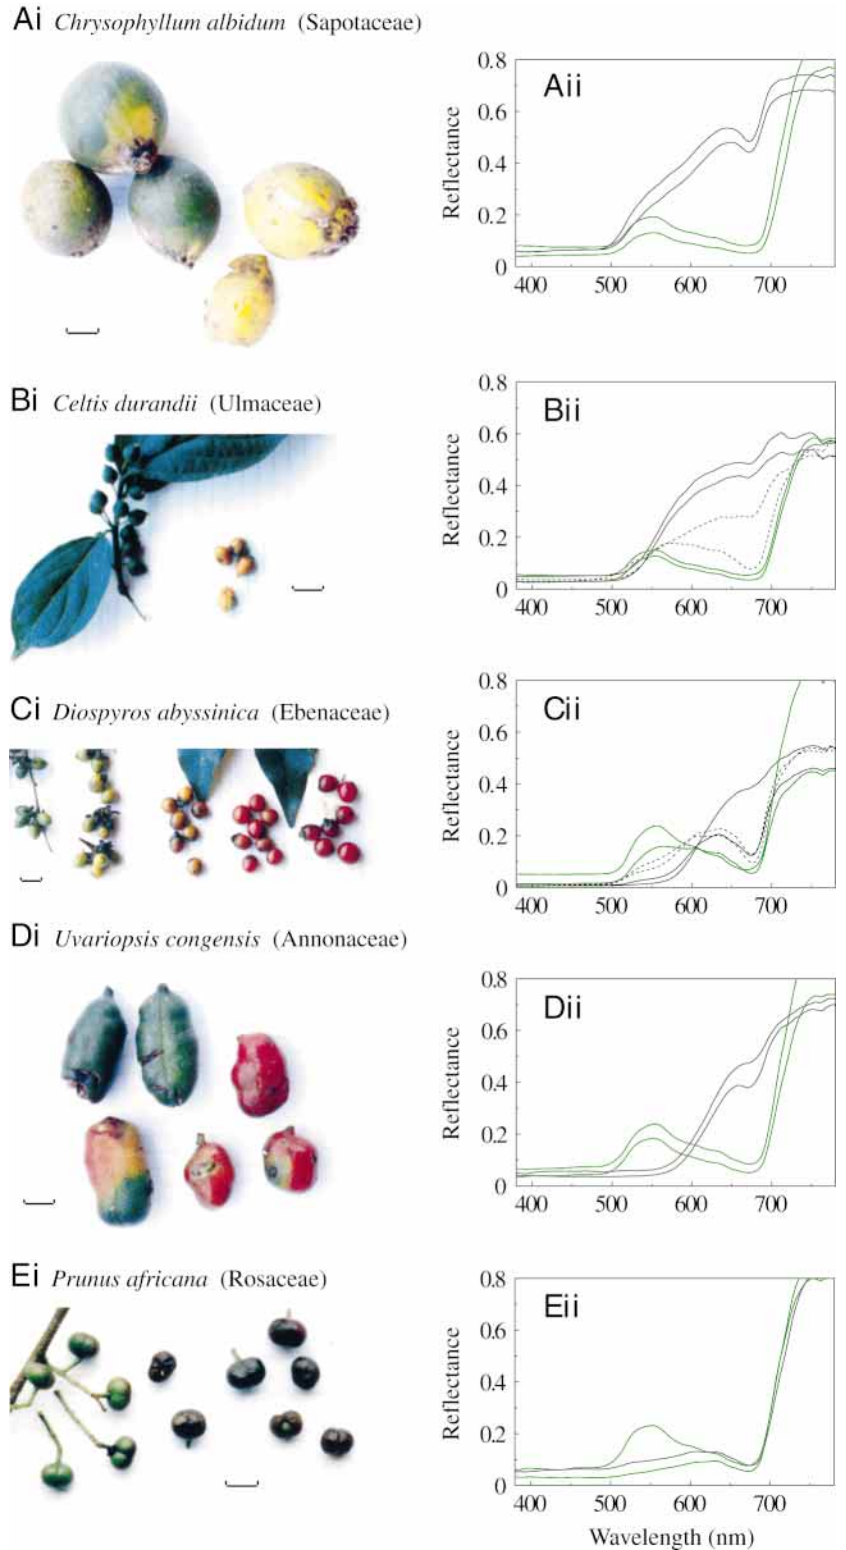 Ai Chrysophyllum albidum (Sapotaceae)
Aii
Reflectance
0.8
0.6
0.4
0.2
0
400 500 600 700
Bi Celtis durandii (Ulmaceae)
Bii
Reflectance
0.8
0.6
0.4
0.2
0
400 500 600 700
Ci Diospyros abyssinica (Ebenaceae)
Cii
Reflectance
0.8
0.6
0.4
0.2
0
400 500 600 700
Di Uvariopsis congensis (Annonaceae)
Dii
Reflectance
0.8
0.6
0.4
0.2
0
400 500 600 700
Ei Prunus africana (Rosaceae)
Eii
Reflectance
0.8
0.6
0.4
0.2
0
400 500 600 700
Wavelength (nm)